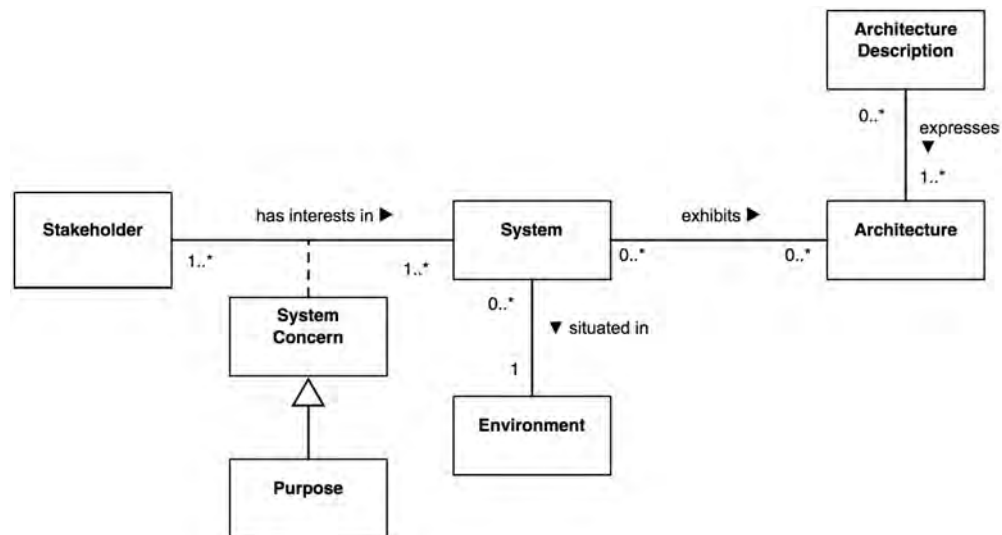 Architecture
Description
0..*
expresses
▼
1..*
Stakeholder
has interests in ▶
System
exhibits ▶
Architecture
1..*
1..*
0..*
0..*
System
Concern
0..*
▼ situated in
1
Environment
Purpose